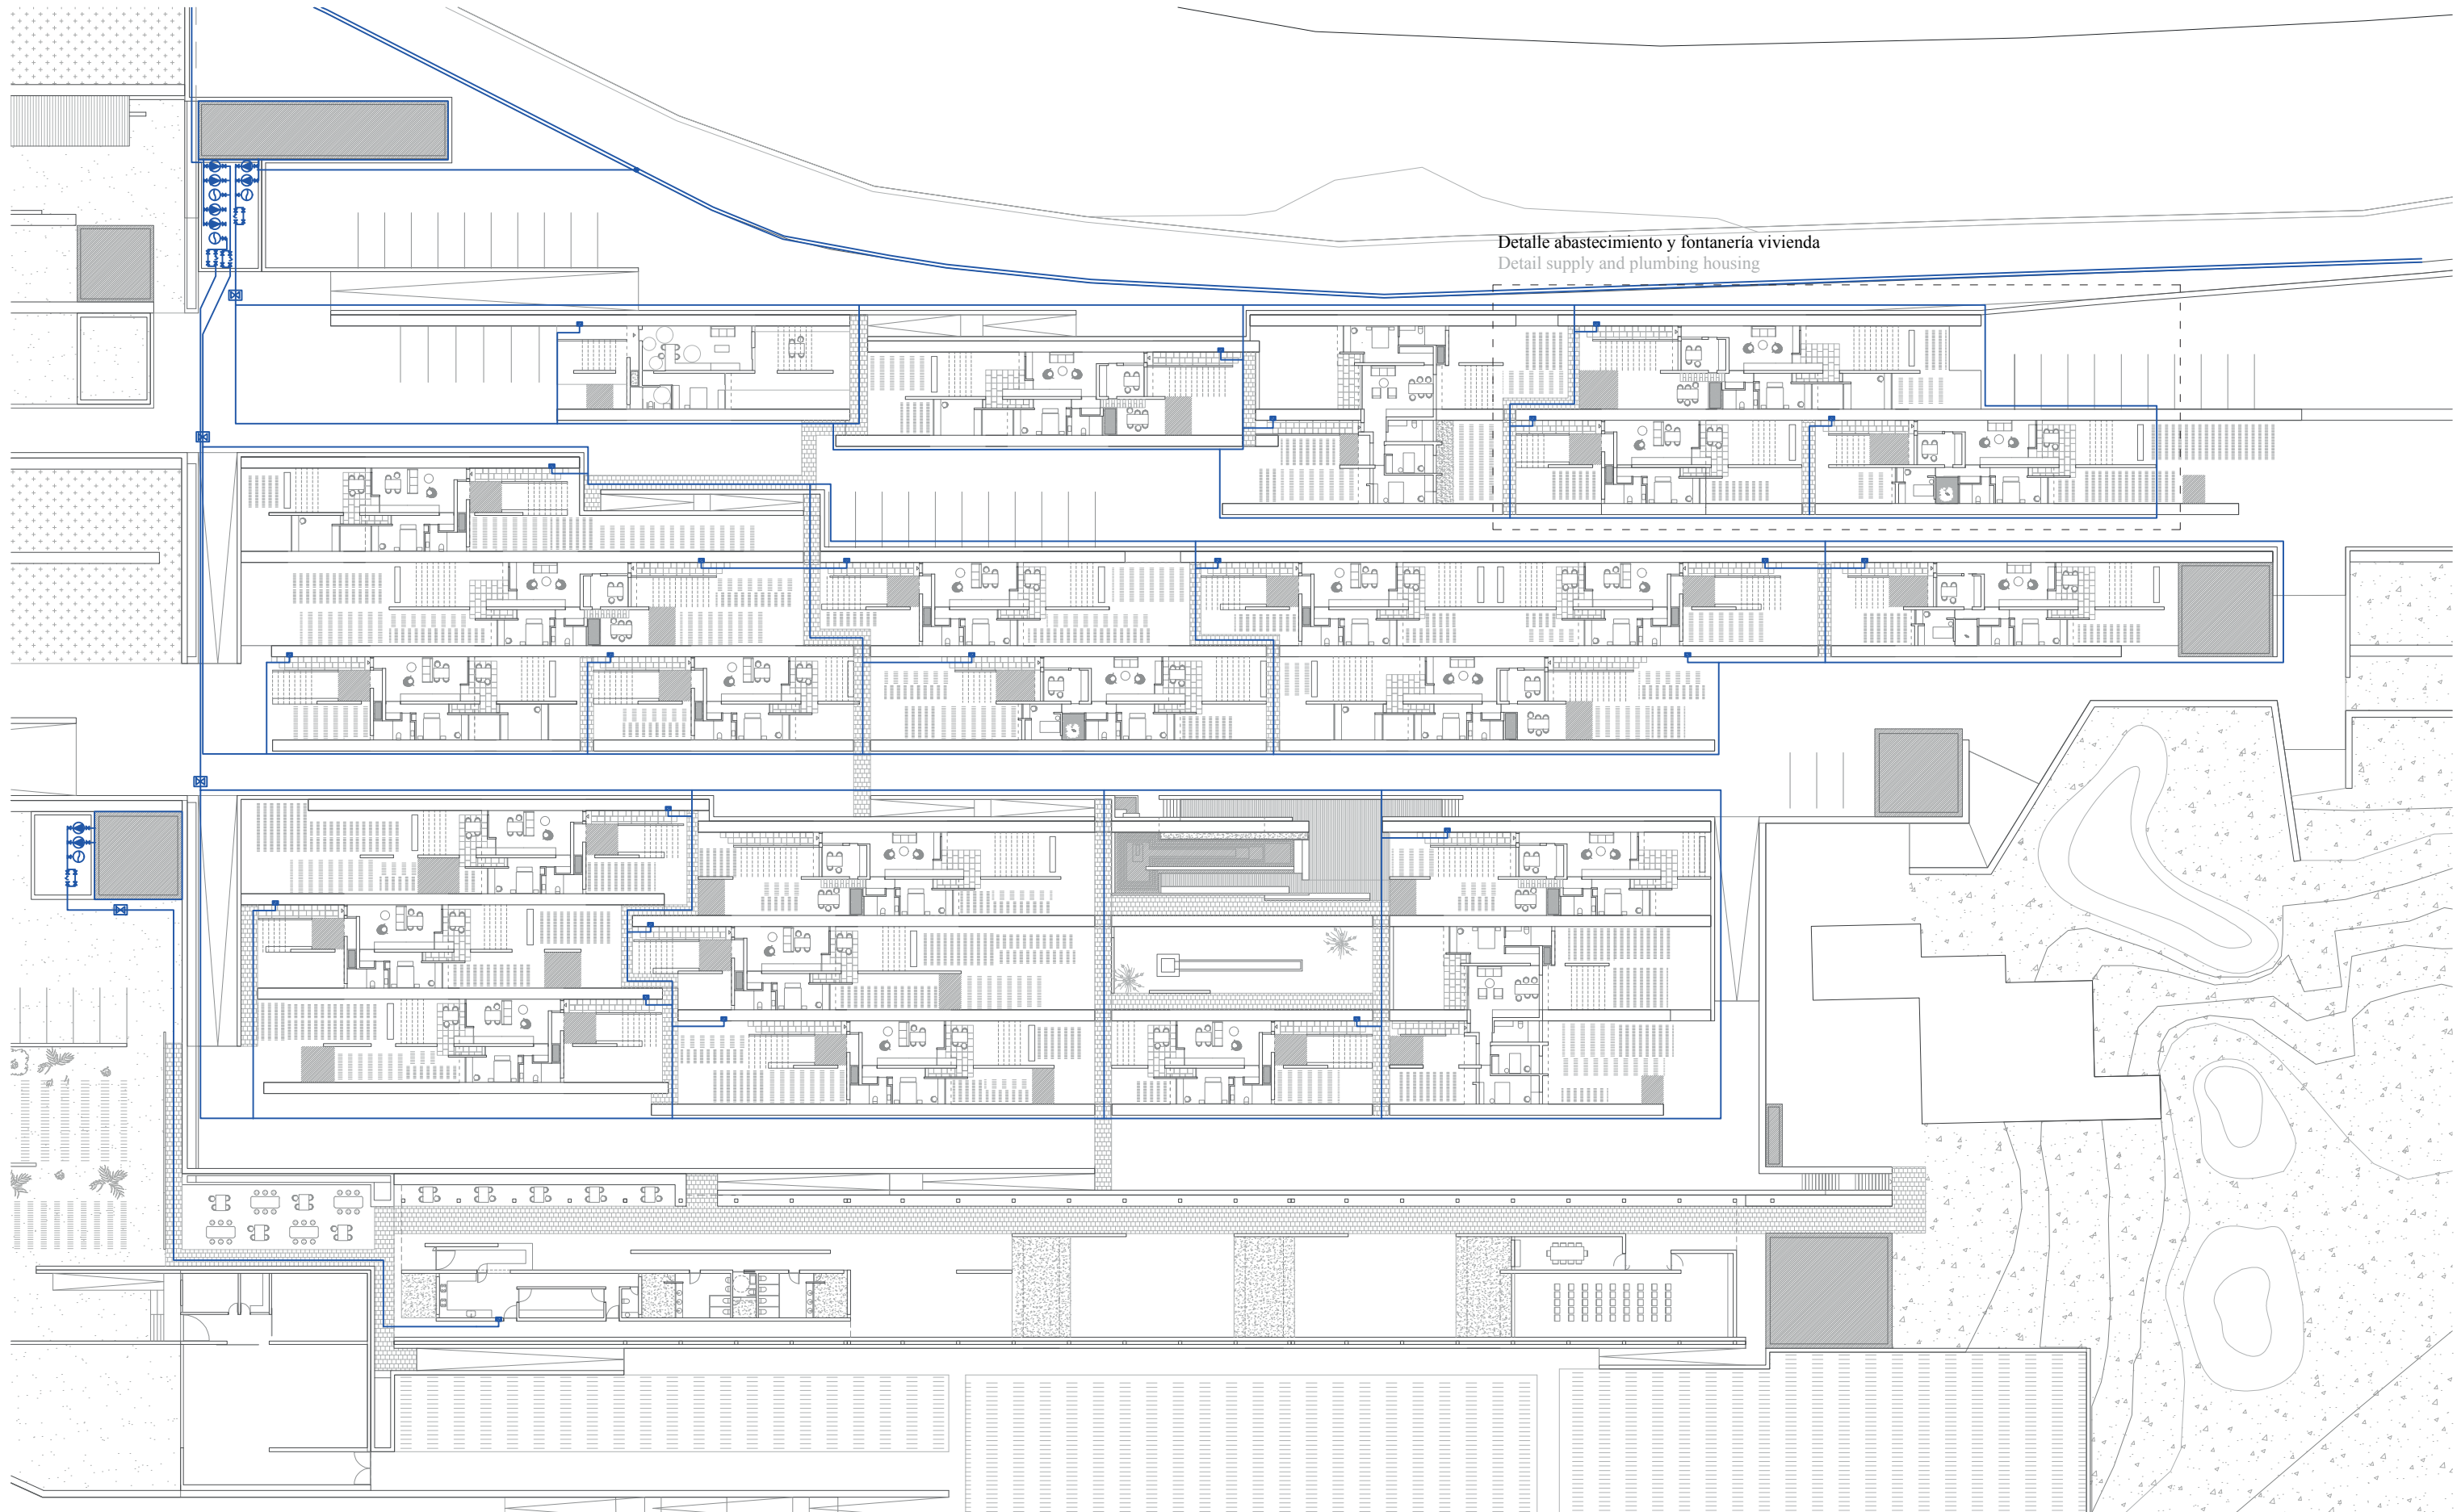 Detalle abastecimiento y fontanería vivienda
Detail supply and plumbing housing